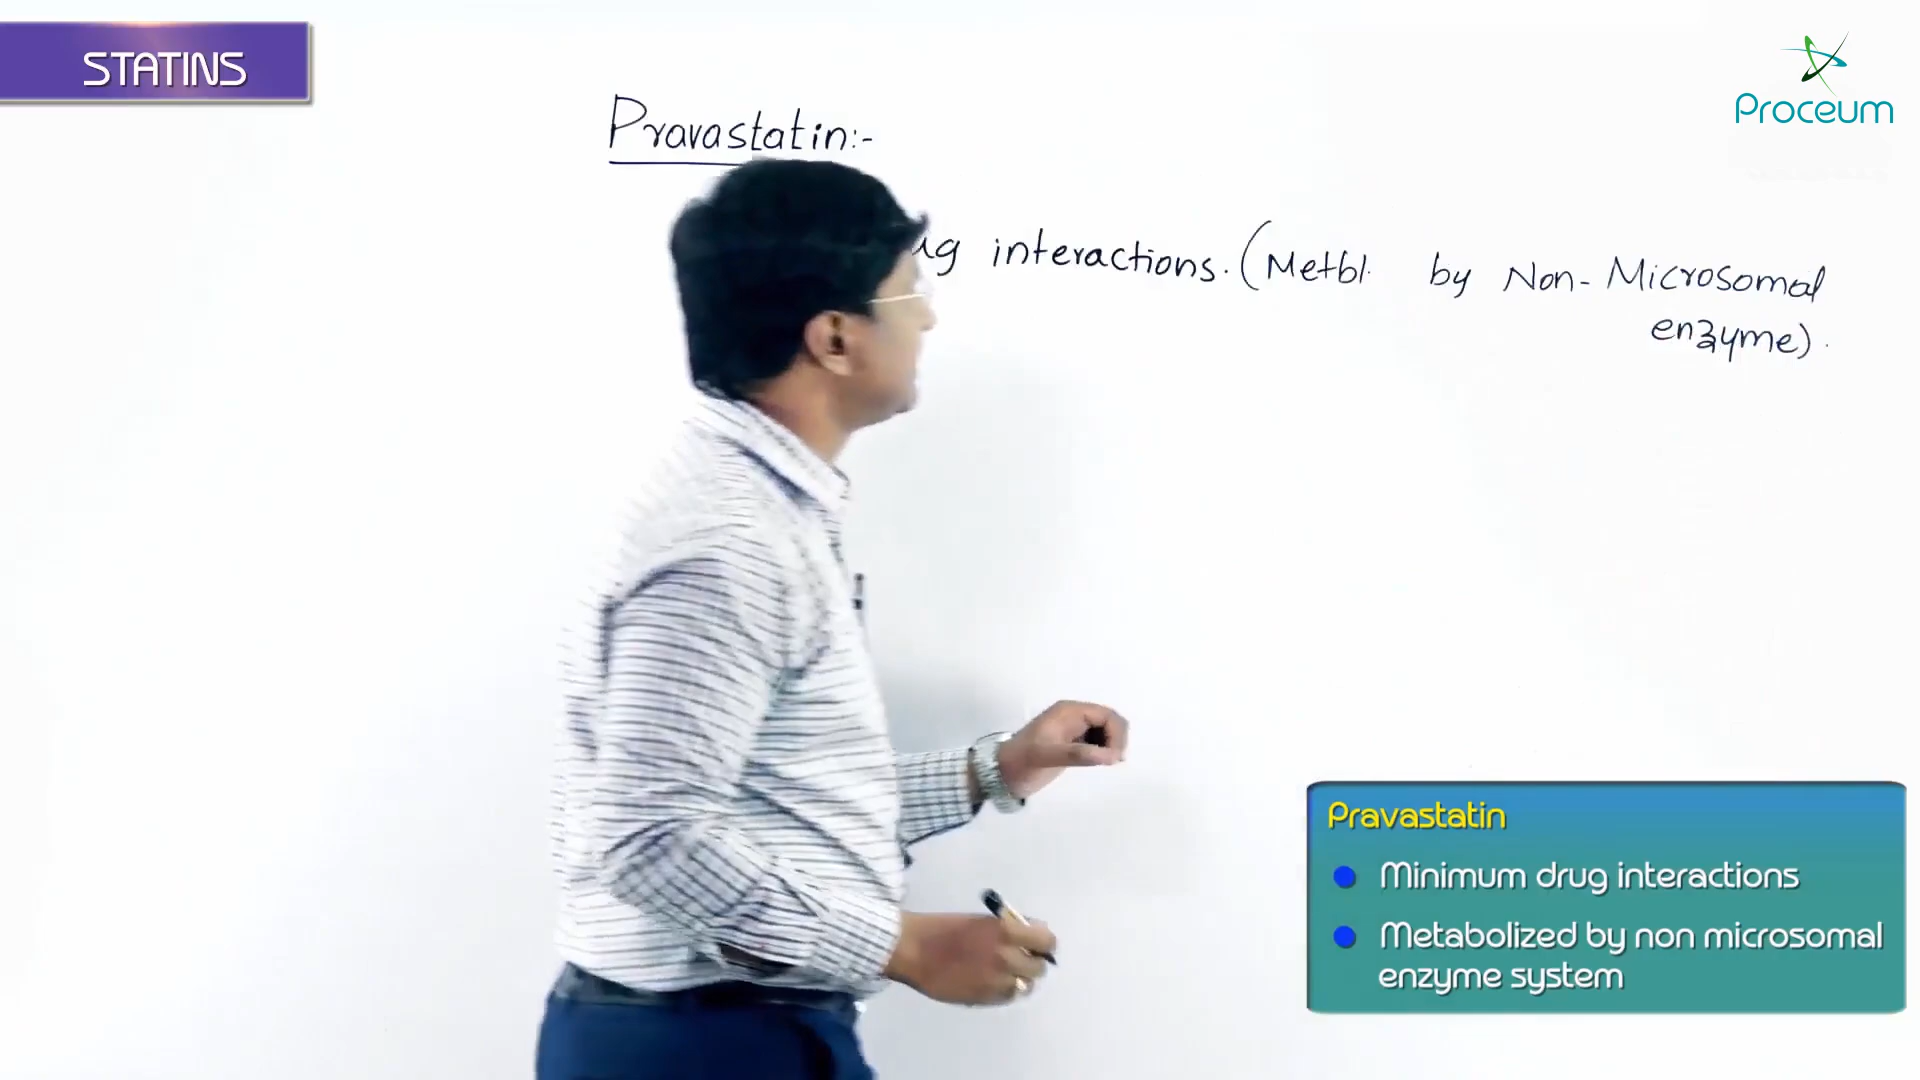 STATINS
Proceum
Pravastatin:-
interactions. (Metbl. by Non-Microsomal
enzyme).
Pravastatin
Minimum drug interactions
Metabolized by non microsomal
enzyme system